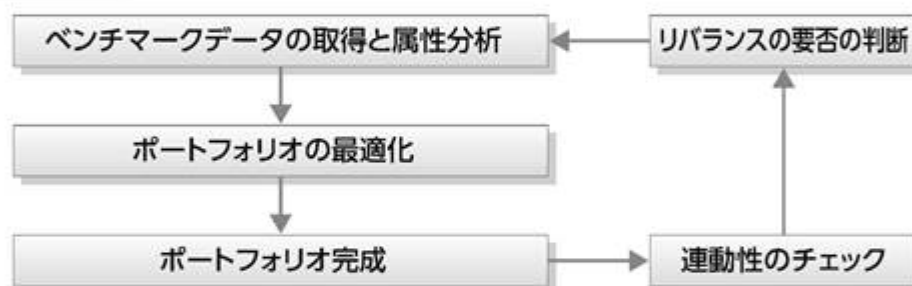 ベンチマークデータの取得と属性分析
リバランスの要否の判断
ポートフォリオの最適化
ポートフォリオ完成
連動性のチェック